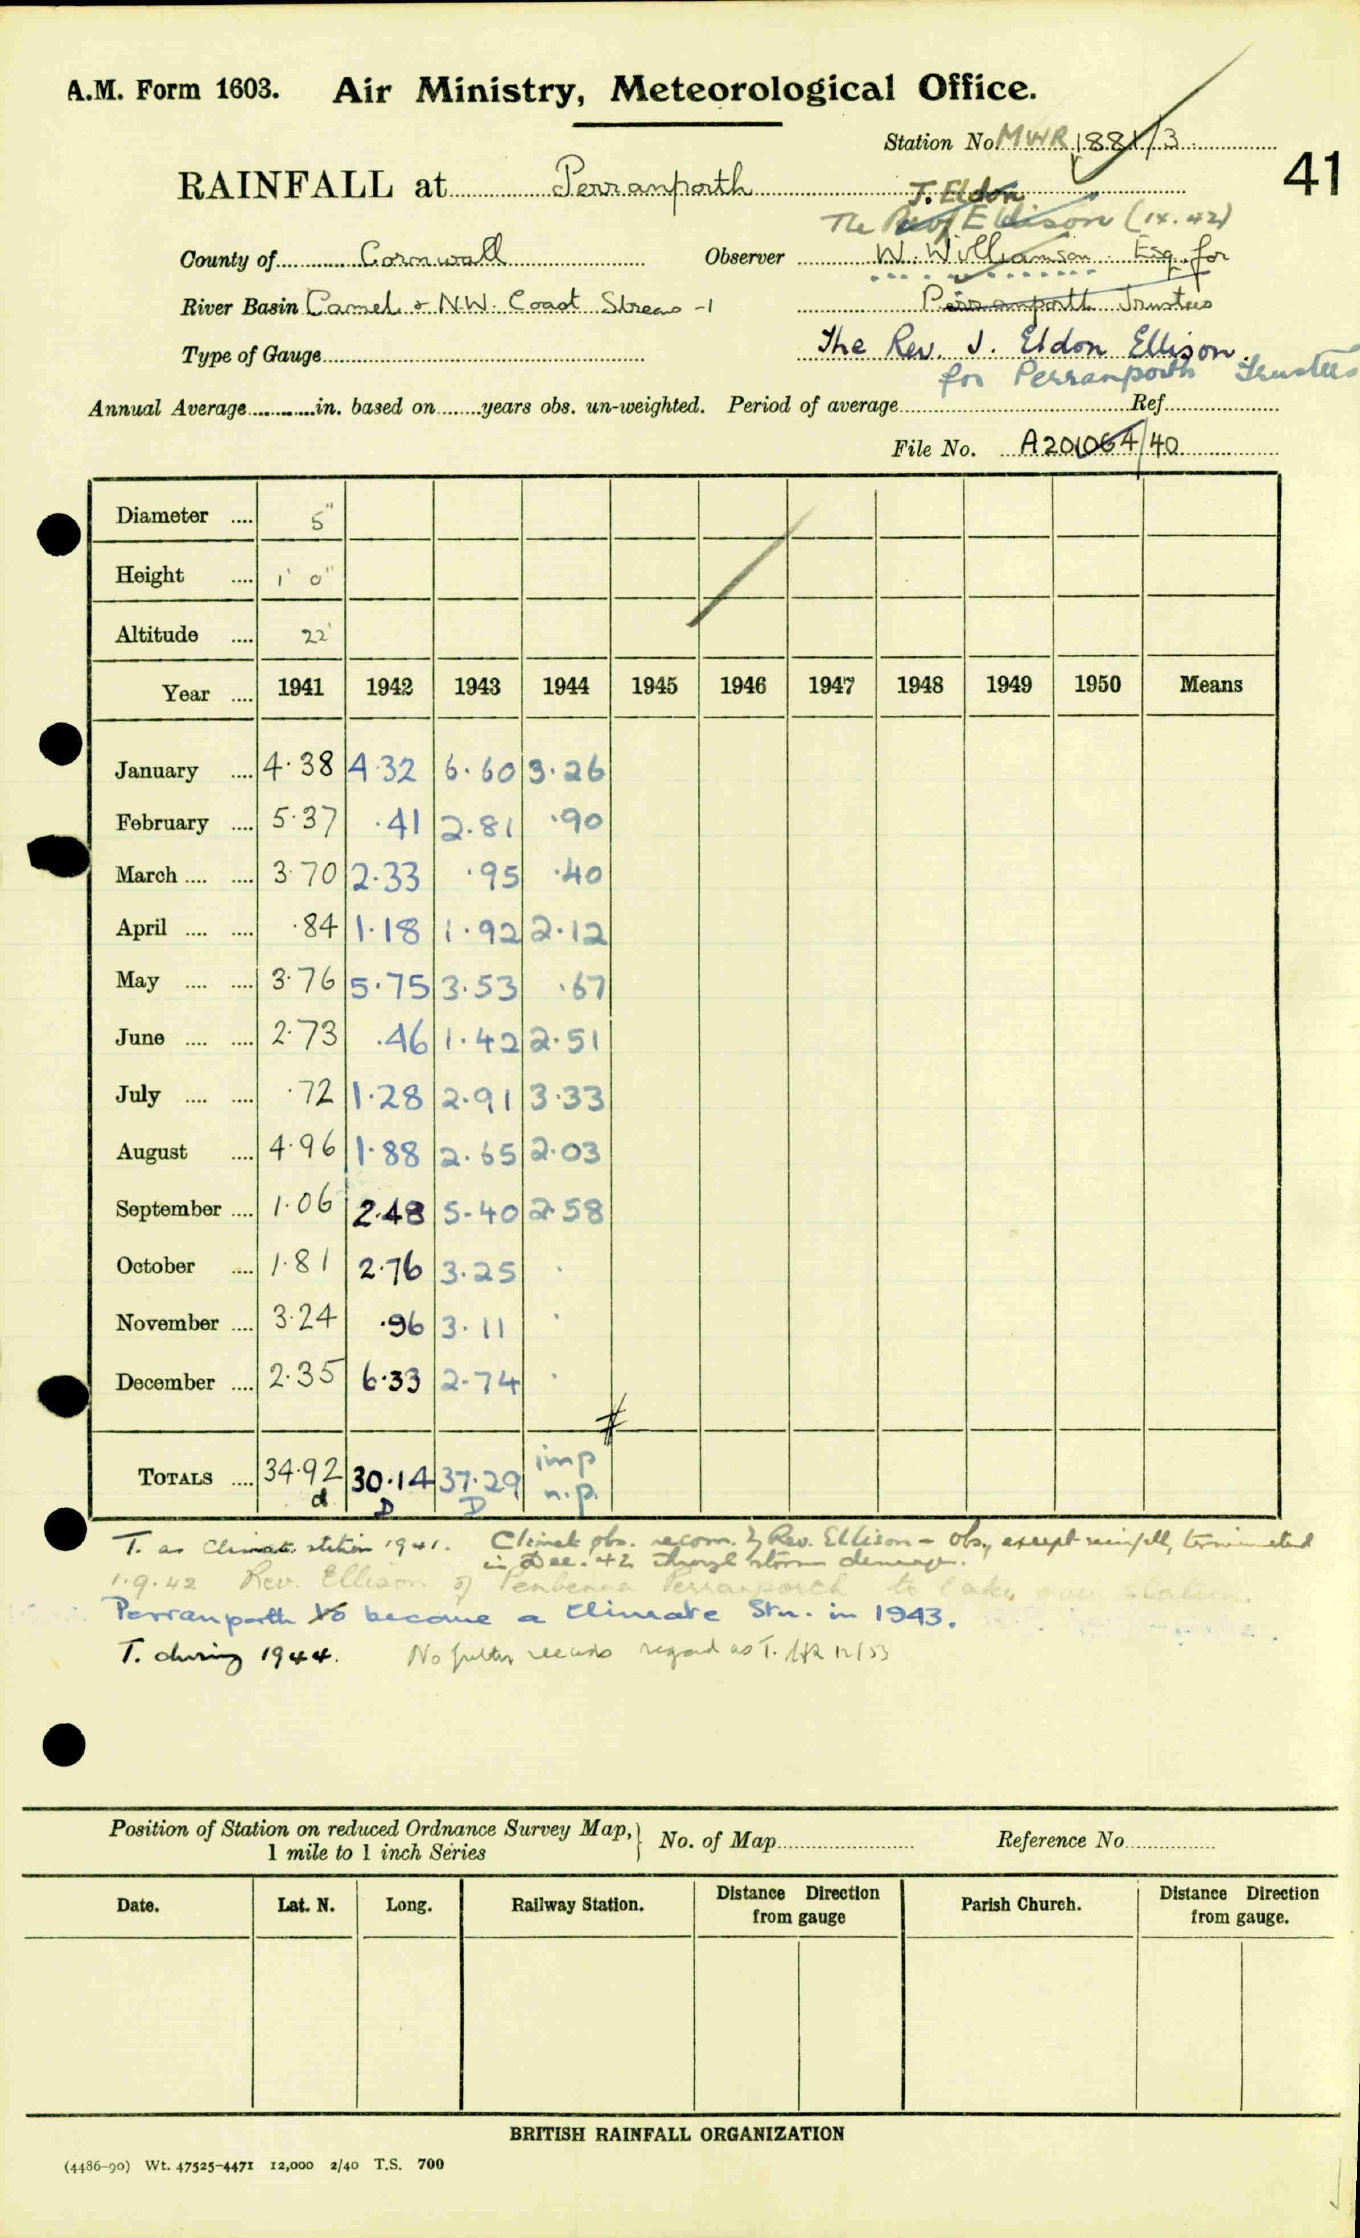 A.M. Form 1603. Air Ministry, Meteorological Office.
Station No. MWR 1881/3
41
RAINFALL at Perranporth
J. Eldon
The Rev Ellison (IX.42)
County of Cornwall Observer W. Williamson Esq. for
River Basin Camel & N.W. Coast Streams -1 Perranporth Trustees
Type of Gauge The Rev. J. Eldon Ellison.
for Perranporth Trustees
Annual Average in. based on years obs. un-weighted. Period of average Ref.
File No. A201064/40
Diameter .... 5"
Height .... 1' 0"
Altitude .... 22'
Year .... 1941 1942 1943 1944 1945 1946 1947 1948 1949 1950 Means
January .... 4.38 4.32 6.60 3.26
February .... 5.37 .41 2.81 .90
March .... .... 3.70 2.33 .95 .40
April .... .... .84 1.18 1.92 2.12
May .... .... 3.76 5.75 3.53 .67
June .... .... 2.73 .46 1.42 2.51
July .... .... .72 1.28 2.91 3.33
August .... 4.96 1.88 2.65 2.03
September .... 1.06 2.48 5.40 2.58
October .... 1.81 2.76 3.25 .
November .... 3.24 .96 3.11 .
December .... 2.35 6.33 2.74 .
TOTALS .... 34.92 30.14 37.29 imp
d D D n.p.
T. as Climat. station 1941. Climat obs. recom. by Rev. Ellison - Obs, except rainfall, terminated
in Dec. 42 through storm damage.
1.9.42 Rev. Ellison of Perranporth to take over station.
Perranporth to become a Climate Stn. in 1943.
T. during 1944. No further records regard as T. 12/53
Position of Station on reduced Ordnance Survey Map, } No. of Map Reference No.
1 mile to 1 inch Series
Date. Lat. N. Long. Railway Station. Distance Direction from gauge Parish Church. Distance Direction from gauge.
BRITISH RAINFALL ORGANIZATION
(4486-90) Wt. 47525-4471 12,000 2/40 T.S. 700